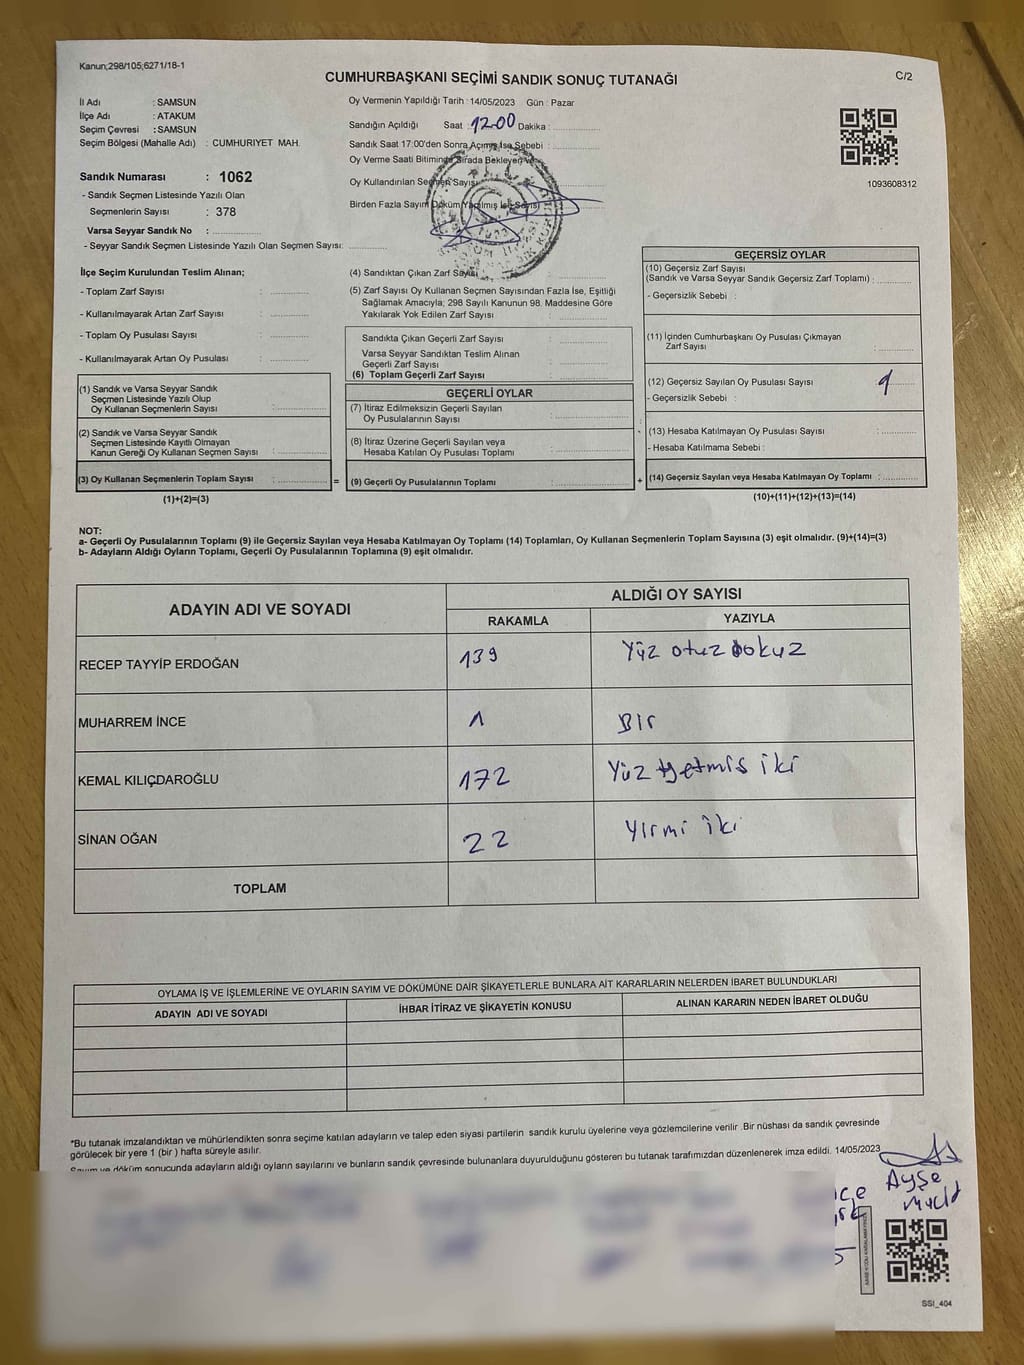 Kanun;298/105;6271/18-1
CUMHURBAŞKANI SEÇİMİ SANDIK SONUÇ TUTANAĞI
C/2
İl Adı : SAMSUN
İlçe Adı : ATAKUM
Seçim Çevresi : SAMSUN
Seçim Bölgesi (Mahalle Adı) : CUMHURIYET MAH.
Sandık Numarası : 1062
- Sandık Seçmen Listesinde Yazılı Olan
Seçmenlerin Sayısı : 378
Varsa Seyyar Sandık No :
- Seyyar Sandık Seçmen Listesinde Yazılı Olan Seçmen Sayısı:
Oy Vermenin Yapıldığı Tarih : 14/05/2023 Gün : Pazar
Sandığın Açıldığı Saat : 17:00 Dakika :
Sandık Saat 17:00'den Sonra Açılmış İse Sebebi :
Oy Verme Saati Bitiminde Sırada Bekleyen ve
Oy Kullandırılan Seçmen Sayısı
Birden Fazla Sayım Döküm Yapılmış İse Sayısı
1093608312
İlçe Seçim Kurulundan Teslim Alınan;
- Toplam Zarf Sayısı :
- Kullanılmayarak Artan Zarf Sayısı :
- Toplam Oy Pusulası Sayısı :
- Kullanılmayarak Artan Oy Pusulası :
(1) Sandık ve Varsa Seyyar Sandık
Seçmen Listesinde Yazılı Olup
Oy Kullanan Seçmenlerin Sayısı :
(2) Sandık ve Varsa Seyyar Sandık
Seçmen Listesinde Kayıtlı Olmayan
Kanun Gereği Oy Kullanan Seçmen Sayısı :
(3) Oy Kullanan Seçmenlerin Toplam Sayısı :
(1)+(2)=(3)
(4) Sandıktan Çıkan Zarf Sayısı
(5) Zarf Sayısı Oy Kullanan Seçmen Sayısından Fazla İse, Eşitliği
Sağlamak Amacıyla; 298 Sayılı Kanunun 98. Maddesine Göre
Yakılarak Yok Edilen Zarf Sayısı :
Sandıkta Çıkan Geçerli Zarf Sayısı :
Varsa Seyyar Sandıktan Teslim Alınan
Geçerli Zarf Sayısı :
(6) Toplam Geçerli Zarf Sayısı :
GEÇERLİ OYLAR
(7) İtiraz Edilmeksizin Geçerli Sayılan
Oy Pusulalarının Sayısı
(8) İtiraz Üzerine Geçerli Sayılan veya
Hesaba Katılan Oy Pusulası Toplamı
= (9) Geçerli Oy Pusulalarının Toplamı
GEÇERSİZ OYLAR
(10) Geçersiz Zarf Sayısı
(Sandık ve Varsa Seyyar Sandık Geçersiz Zarf Toplamı) :
- Geçersizlik Sebebi :
(11) İçinden Cumhurbaşkanı Oy Pusulası Çıkmayan
Zarf Sayısı :
(12) Geçersiz Sayılan Oy Pusulası Sayısı 9
- Geçersizlik Sebebi :
(13) Hesaba Katılmayan Oy Pusulası Sayısı :
- Hesaba Katılmama Sebebi :
+ (14) Geçersiz Sayılan veya Hesaba Katılmayan Oy Toplamı :
(10)+(11)+(12)+(13)=(14)
NOT:
a- Geçerli Oy Pusulalarının Toplamı (9) ile Geçersiz Sayılan veya Hesaba Katılmayan Oy Toplamı (14) Toplamları, Oy Kullanan Seçmenlerin Toplam Sayısına (3) eşit olmalıdır. (9)+(14)=(3)
b- Adayların Aldığı Oyların Toplamı, Geçerli Oy Pusulalarının Toplamına (9) eşit olmalıdır.
ADAYIN ADI VE SOYADI
ALDIĞI OY SAYISI
RAKAMLA YAZIYLA
RECEP TAYYİP ERDOĞAN 139 Yüz otuz dokuz
MUHARREM İNCE 1 Bir
KEMAL KILIÇDAROĞLU 172 Yüz yetmiş iki
SİNAN OĞAN 22 Yirmi iki
TOPLAM
OYLAMA İŞ VE İŞLEMLERİNE VE OYLARIN SAYIM VE DÖKÜMÜNE DAİR ŞİKAYETLERLE BUNLARA AİT KARARLARIN NELERDEN İBARET BULUNDUKLARI
ADAYIN ADI VE SOYADI İHBAR İTİRAZ VE ŞİKAYETİN KONUSU ALINAN KARARIN NEDEN İBARET OLDUĞU
*Bu tutanak imzalandıktan ve mühürlendikten sonra seçime katılan adayların ve talep eden siyasi partilerin sandık kurulu üyelerine veya gözlemcilerine verilir .Bir nüshası da sandık çevresinde
görülecek bir yere 1 (bir ) hafta süreyle asılır.
Sayım ve döküm sonucunda adayların aldığı oyların sayılarını ve bunların sandık çevresinde bulunanlara duyurulduğunu gösteren bu tutanak tarafımızdan düzenlenerek imza edildi. 14/05/2023
Ayşe
SSI_404